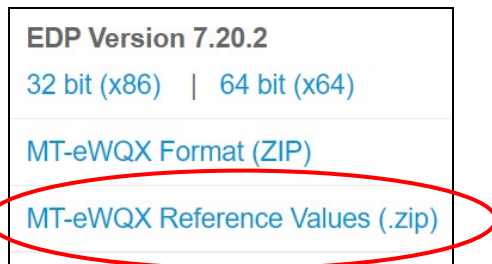 EDP Version 7.20.2
32 bit (x86) | 64 bit (x64)
MT-eWQX Format (ZIP)
MT-eWQX Reference Values (.zip)